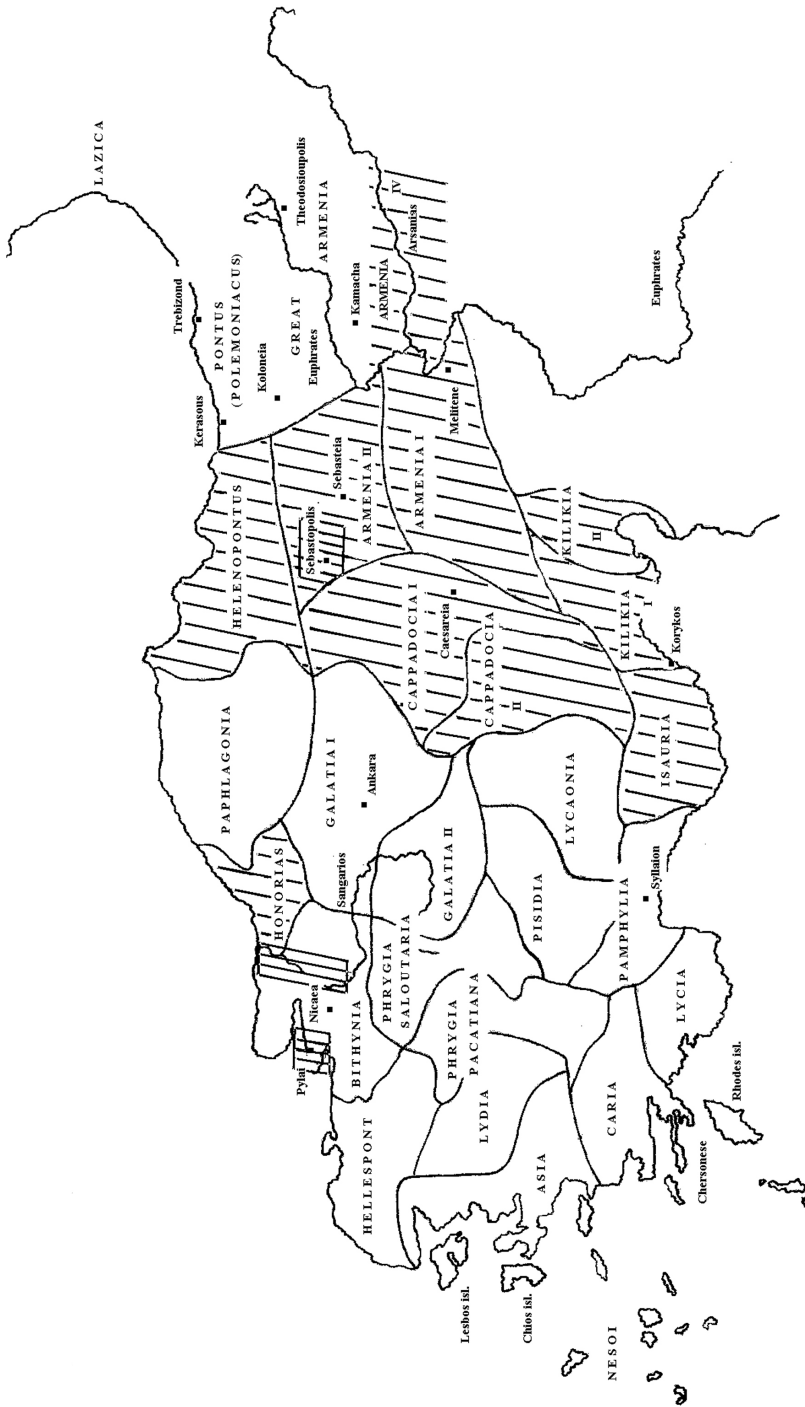 LAZICA
Trebizond
PONTUS
(POLEMONIACUS)
Kerasous
Koloneia
Theodosioupolis
GREAT
ARMENIA
Euphrates
Kamacha
ARMENIA
IV
Arsanias
HELENOPONTUS
Sebastopolis
Sebasteia
ARMENIA II
ARMENIA I
Melitene
Euphrates
PAPHLAGONIA
HONORIAS
GALATIA I
Ankara
Sangarios
CAPPADOCIA I
Caesareia
CAPPADOCIA
II
KILIKIA
II
KILIKIA
I
Korykos
ISAURIA
Pylai
Nicaea
BITHYNIA
PHRYGIA
SALOUTARIA
GALATIA II
LYCAONIA
PISIDIA
PAMPHYLIA
Syllaion
HELLESPONT
PHRYGIA
PACATIANA
LYDIA
ASIA
CARIA
LYCIA
Lesbos isl.
Chios isl.
NESOI
Chersonese
Rhodes isl.